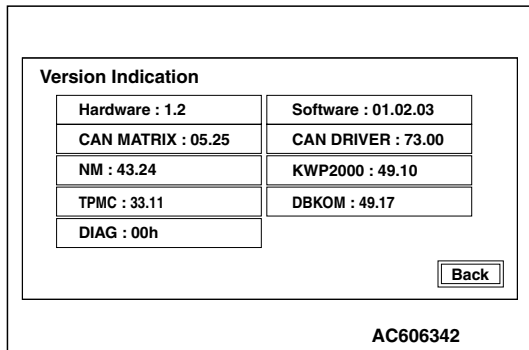 Version Indication
Hardware : 1.2 Software : 01.02.03
CAN MATRIX : 05.25 CAN DRIVER : 73.00
NM : 43.24 KWP2000 : 49.10
TPMC : 33.11 DBKOM : 49.17
DIAG : 00h
Back
AC606342